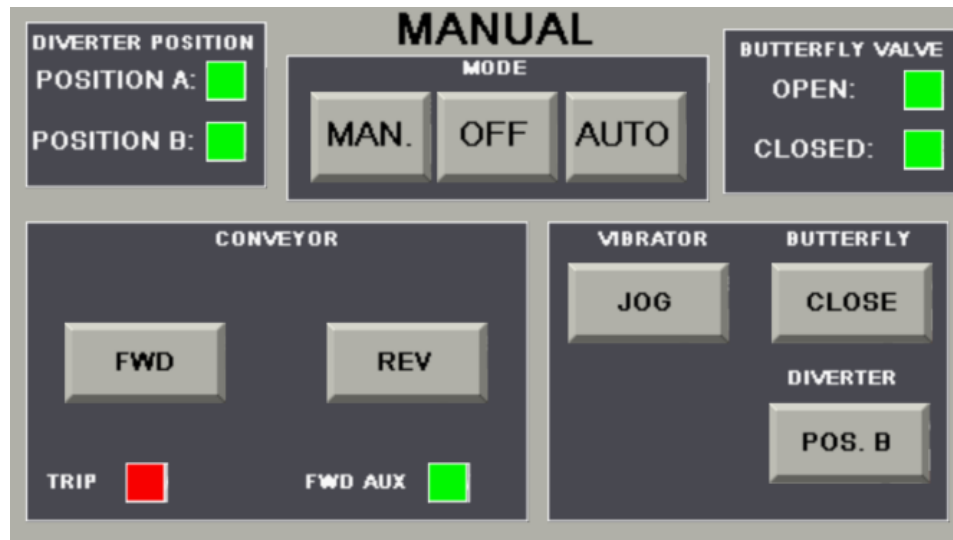 MANUAL
DIVERTER POSITION
POSITION A:
POSITION B:
MODE
MAN.
OFF
AUTO
BUTTERFLY VALVE
OPEN:
CLOSED:
CONVEYOR
FWD
REV
TRIP
FWD AUX
VIBRATOR
JOG
BUTTERFLY
CLOSE
DIVERTER
POS. B